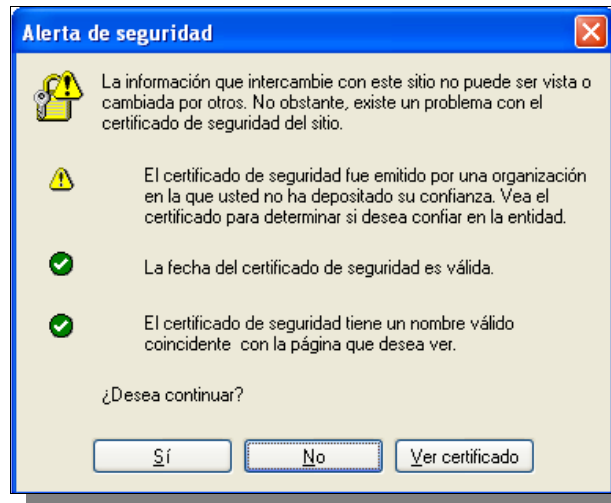 Alerta de seguridad
La información que intercambie con este sitio no puede ser vista o
cambiada por otros. No obstante, existe un problema con el
certificado de seguridad del sitio.
El certificado de seguridad fue emitido por una organización
en la que usted no ha depositado su confianza. Vea el
certificado para determinar si desea confiar en la entidad.
La fecha del certificado de seguridad es válida.
El certificado de seguridad tiene un nombre válido
coincidente  con la página que desea ver.
¿Desea continuar?
Sí No Ver certificado